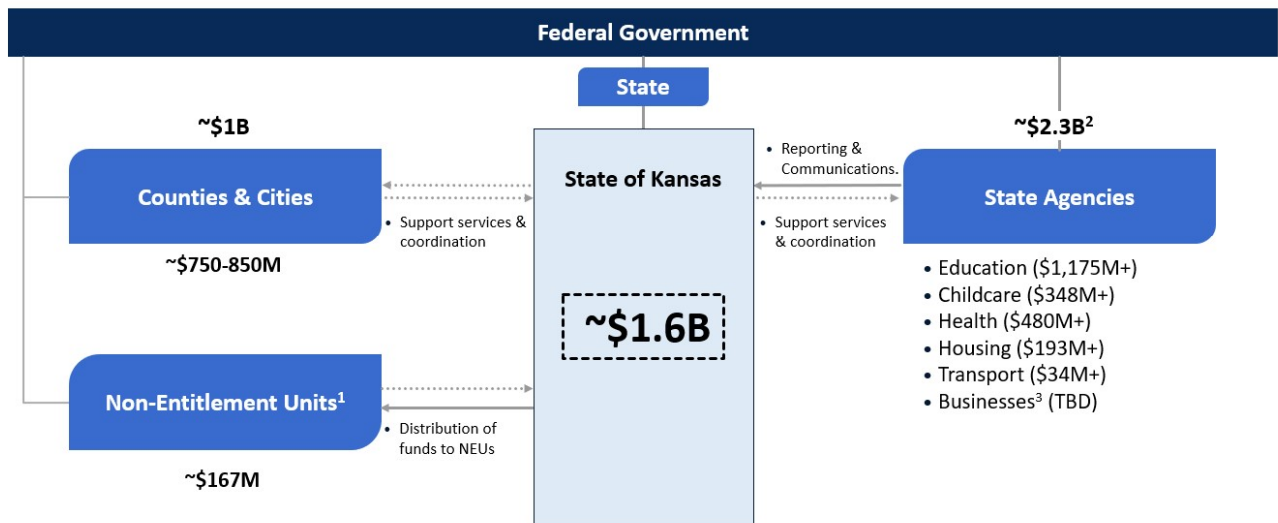 Federal Government
State
~$1B
Counties & Cities
~$750-850M
Non-Entitlement Units¹
~$167M
• Support services &
coordination
• Distribution of
funds to NEUs
State of Kansas
~$1.6B
• Reporting &
Communications.
• Support services
& coordination
~$2.3B²
State Agencies
• Education ($1,175M+)
• Childcare ($348M+)
• Health ($480M+)
• Housing ($193M+)
• Transport ($34M+)
• Businesses³ (TBD)